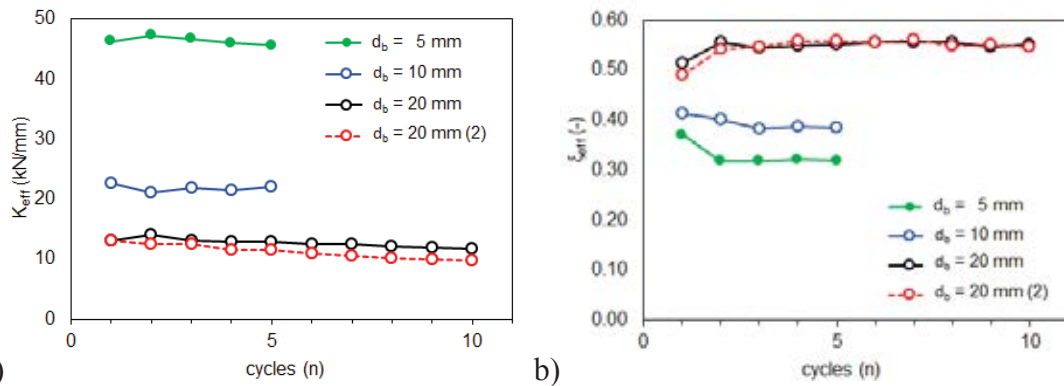 50
40
30
20
10
0
0
5
10
K_eff (kN/mm)
cycles (n)
d_b = 5 mm
d_b = 10 mm
d_b = 20 mm
d_b = 20 mm (2)
)
0.60
0.50
0.40
0.30
0.20
0.10
0.00
0
5
10
ξ_eff (-)
cycles (n)
d_b = 5 mm
d_b = 10 mm
d_b = 20 mm
d_b = 20 mm (2)
b)